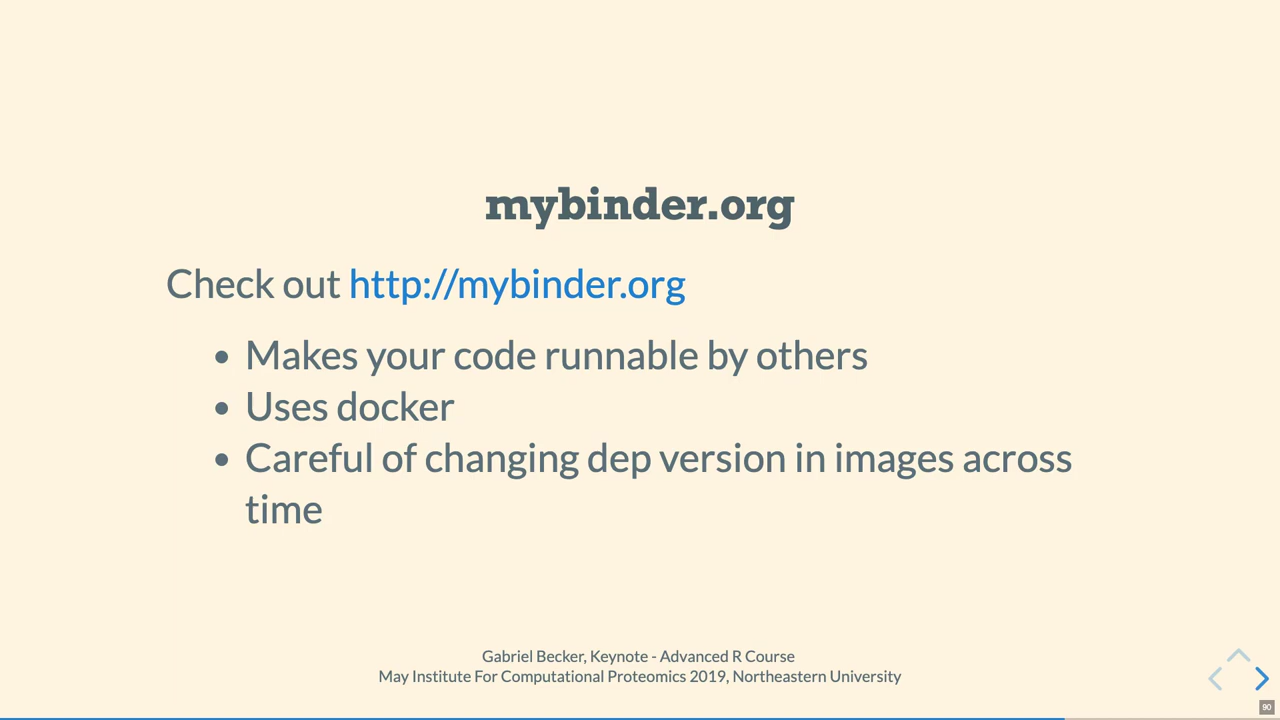 mybinder.org
Check out http://mybinder.org
• Makes your code runnable by others
• Uses docker
• Careful of changing dep version in images across
time
Gabriel Becker, Keynote - Advanced R Course
May Institute For Computational Proteomics 2019, Northeastern University
90